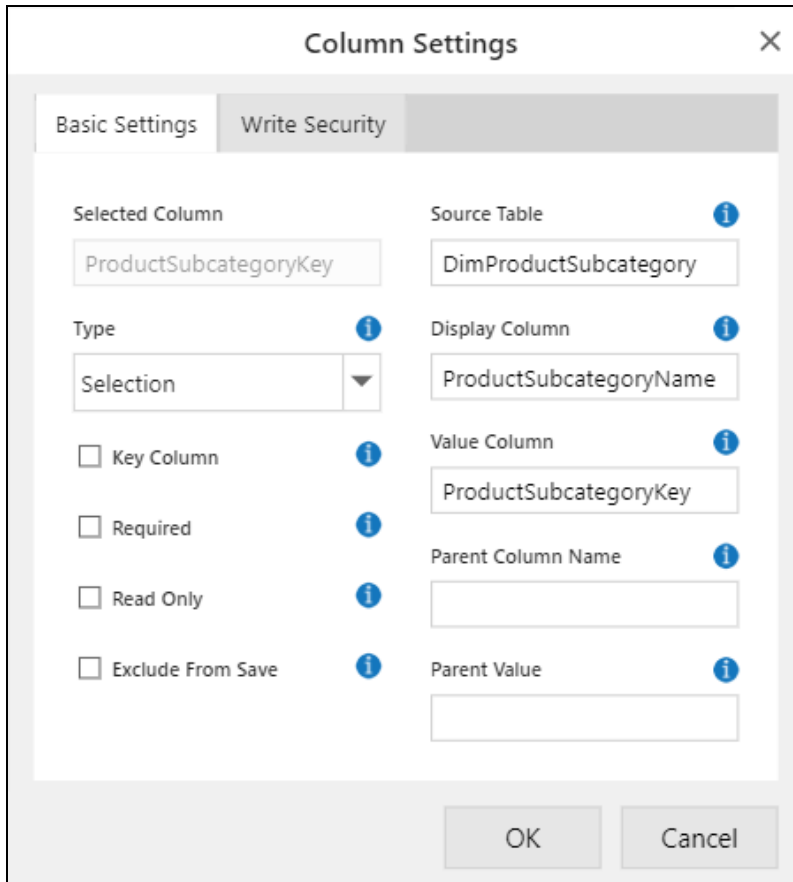 Column Settings
Basic Settings
Write Security
Selected Column
ProductSubcategoryKey
Type
Selection
Key Column
Required
Read Only
Exclude From Save
Source Table
DimProductSubcategory
Display Column
ProductSubcategoryName
Value Column
ProductSubcategoryKey
Parent Column Name
Parent Value
OK
Cancel